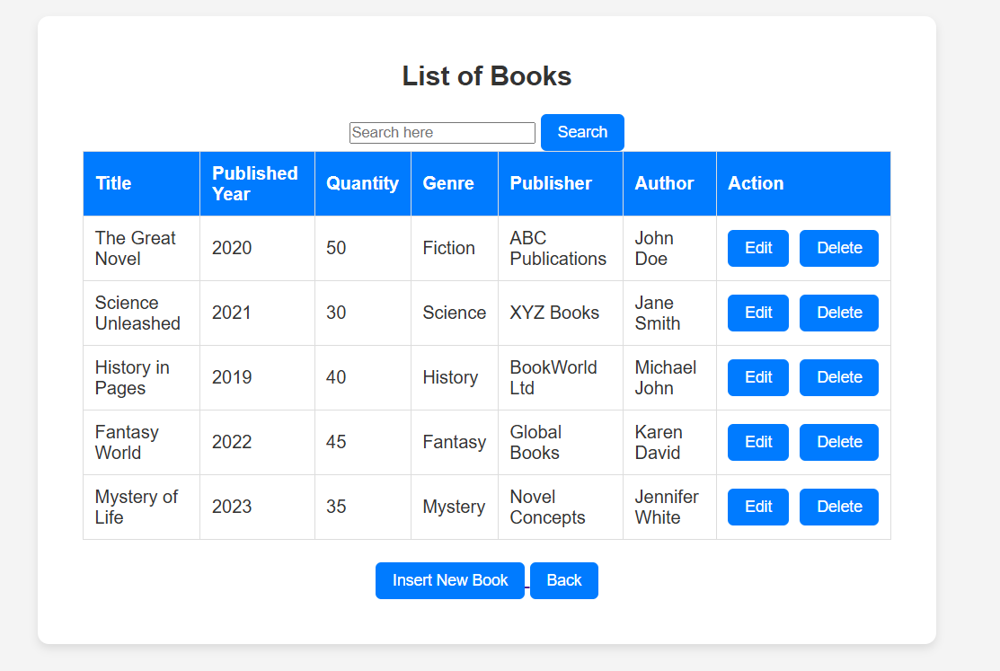 List of Books
Search here Search
Title Published Year Quantity Genre Publisher Author Action
The Great Novel 2020 50 Fiction ABC Publications John Doe Edit Delete
Science Unleashed 2021 30 Science XYZ Books Jane Smith Edit Delete
History in Pages 2019 40 History BookWorld Ltd Michael John Edit Delete
Fantasy World 2022 45 Fantasy Global Books Karen David Edit Delete
Mystery of Life 2023 35 Mystery Novel Concepts Jennifer White Edit Delete
Insert New Book Back